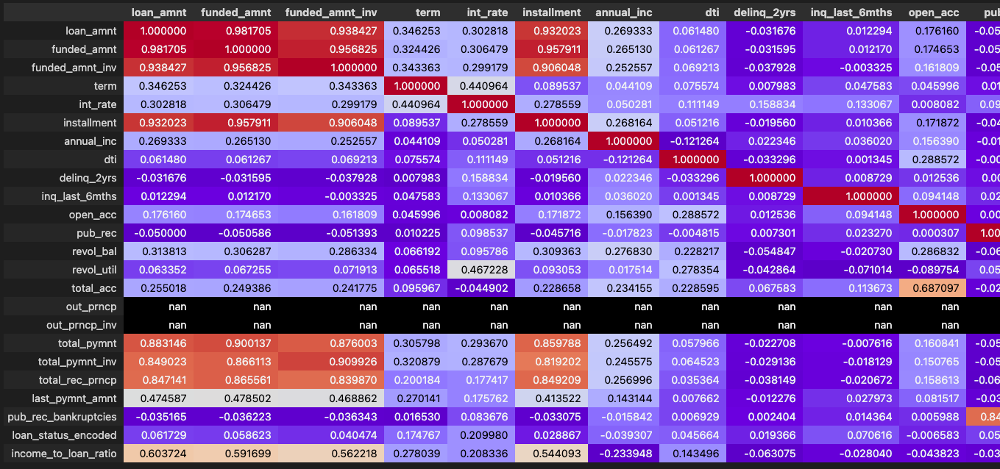 loan_amnt funded_amnt funded_amnt_inv term int_rate installment annual_inc dti delinq_2yrs inq_last_6mths open_acc pul
loan_amnt 1.000000 0.981705 0.938427 0.346253 0.302818 0.932023 0.269333 0.061480 -0.031676 0.012294 0.176160 -0.05
funded_amnt 0.981705 1.000000 0.956825 0.324426 0.306479 0.957911 0.265130 0.061267 -0.031595 0.012170 0.174653 -0.05
funded_amnt_inv 0.938427 0.956825 1.000000 0.343363 0.299179 0.906048 0.252557 0.069213 -0.037928 -0.003325 0.161809 -0.05
term 0.346253 0.324426 0.343363 1.000000 0.440964 0.089537 0.044109 0.075574 0.007983 0.047583 0.045996 0.01
int_rate 0.302818 0.306479 0.299179 0.440964 1.000000 0.278559 0.050281 0.111149 0.158834 0.133067 0.008082 0.09
installment 0.932023 0.957911 0.906048 0.089537 0.278559 1.000000 0.268164 0.051216 -0.019560 0.010366 0.171872 -0.04
annual_inc 0.269333 0.265130 0.252557 0.044109 0.050281 0.268164 1.000000 -0.121264 0.022346 0.036020 0.156390 -0.01
dti 0.061480 0.061267 0.069213 0.075574 0.111149 0.051216 -0.121264 1.000000 -0.033296 0.001345 0.288572 -0.00
delinq_2yrs -0.031676 -0.031595 -0.037928 0.007983 0.158834 -0.019560 0.022346 -0.033296 1.000000 0.008729 0.012536 0.00
inq_last_6mths 0.012294 0.012170 -0.003325 0.047583 0.133067 0.010366 0.036020 0.001345 0.008729 1.000000 0.094148 0.02
open_acc 0.176160 0.174653 0.161809 0.045996 0.008082 0.171872 0.156390 0.288572 0.012536 0.094148 1.000000 0.00
pub_rec -0.050000 -0.050586 -0.051393 0.010225 0.098537 -0.045716 -0.017823 -0.004815 0.007301 0.023270 0.000307 1.00
revol_bal 0.313813 0.306287 0.286334 0.066192 0.095786 0.309363 0.276830 0.228217 -0.054847 -0.020730 0.286832 -0.06
revol_util 0.063352 0.067255 0.071913 0.065518 0.467228 0.093053 0.017514 0.278354 -0.042864 -0.071014 -0.089754 0.05
total_acc 0.255018 0.249386 0.241775 0.095967 -0.044902 0.228658 0.234155 0.228595 0.067583 0.113673 0.687097 -0.02
out_prncp nan nan nan nan nan nan nan nan nan nan nan
out_prncp_inv nan nan nan nan nan nan nan nan nan nan nan
total_pymnt 0.883146 0.900137 0.876003 0.305798 0.293670 0.859788 0.256492 0.057966 -0.022708 -0.007616 0.160841 -0.05
total_pymnt_inv 0.849023 0.866113 0.909926 0.320879 0.287679 0.819202 0.245575 0.064523 -0.029136 -0.018129 0.150765 -0.05
total_rec_prncp 0.847141 0.865561 0.839870 0.200184 0.177417 0.849209 0.256996 0.035364 -0.038149 -0.020672 0.158613 -0.06
last_pymnt_amnt 0.474587 0.478502 0.468862 0.270141 0.175762 0.413522 0.143144 0.007662 -0.012276 0.027973 0.081517 -0.03
pub_rec_bankruptcies -0.035165 -0.036223 -0.036343 0.016530 0.083676 -0.033075 -0.015842 0.006929 0.002404 0.014364 0.005988 0.84
loan_status_encoded 0.061729 0.058623 0.040474 0.174767 0.209980 0.028867 -0.039307 0.045664 0.019366 0.070616 -0.006583 0.05
income_to_loan_ratio 0.603724 0.591699 0.562218 0.278039 0.208336 0.544093 -0.233948 0.143496 -0.063075 -0.028040 -0.043823 -0.03